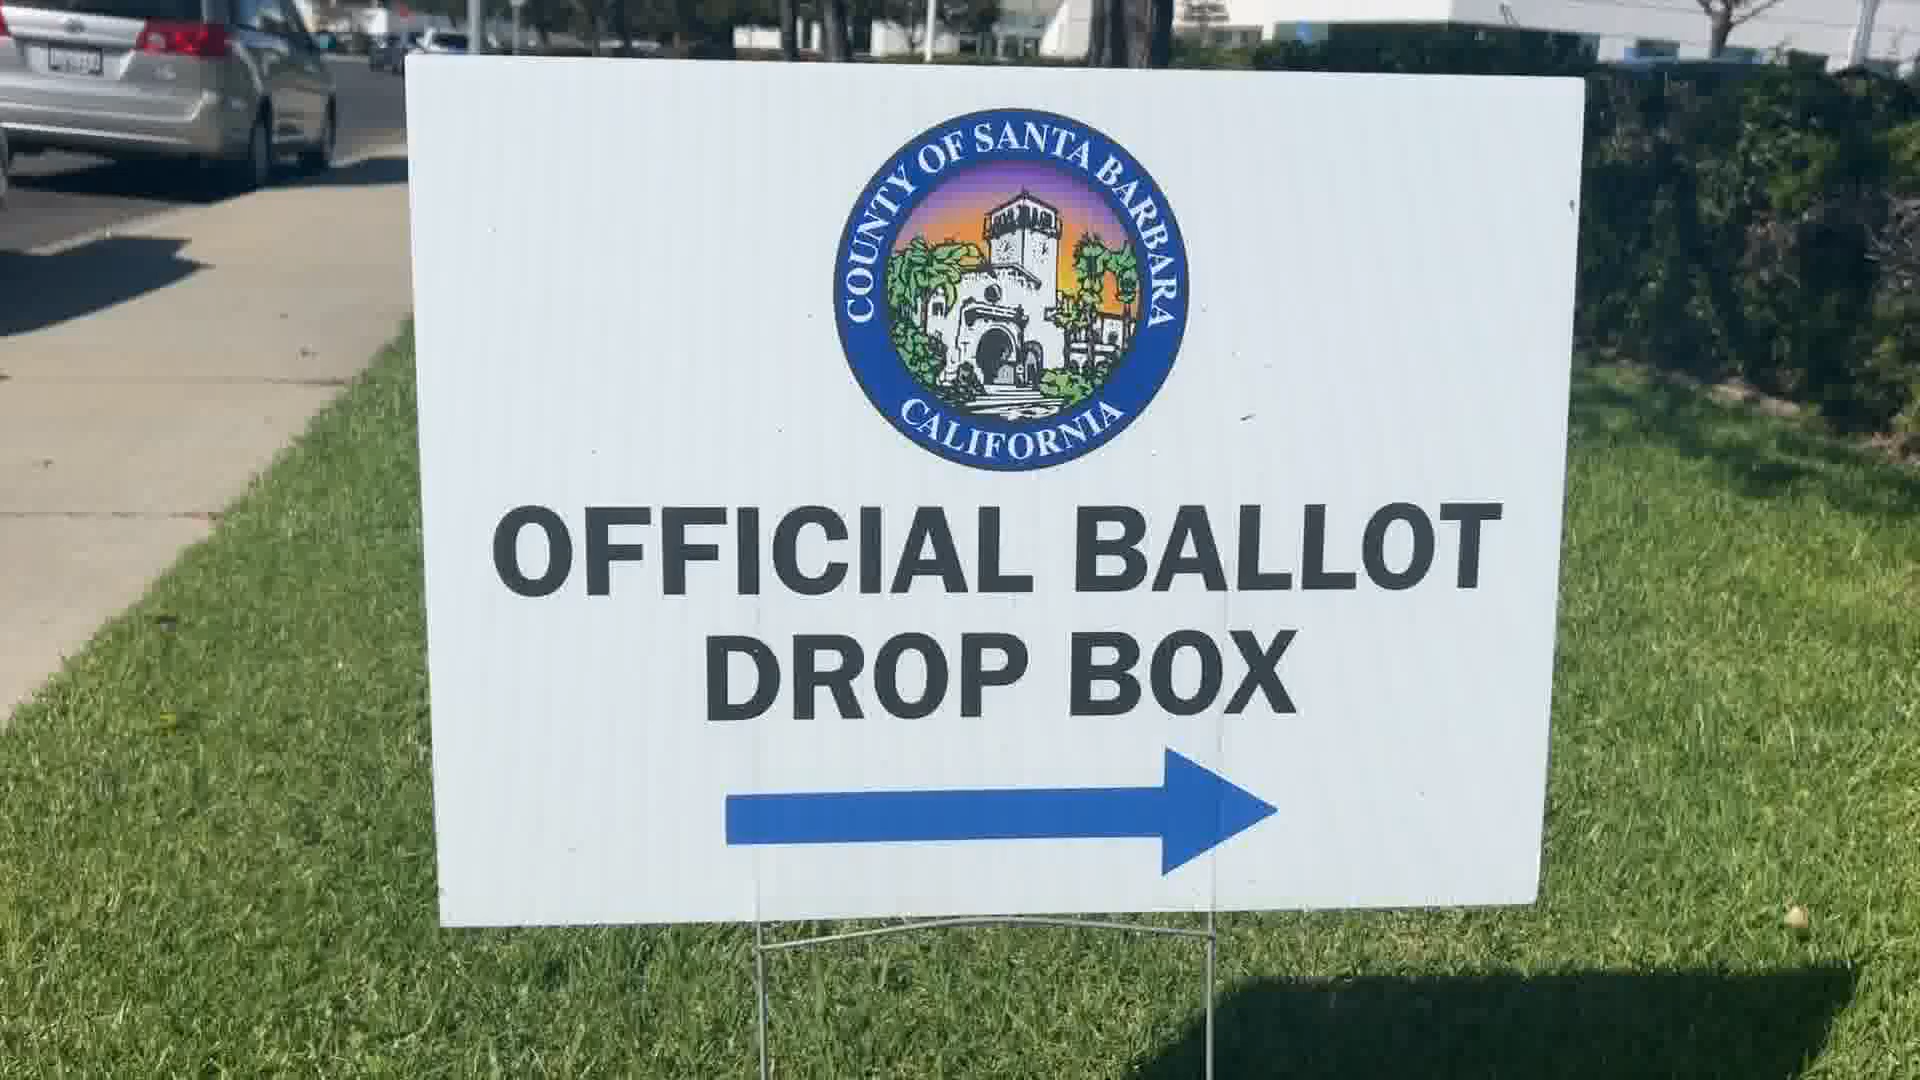 COUNTY OF SANTA BARBARA
CALIFORNIA
OFFICIAL BALLOT
DROP BOX